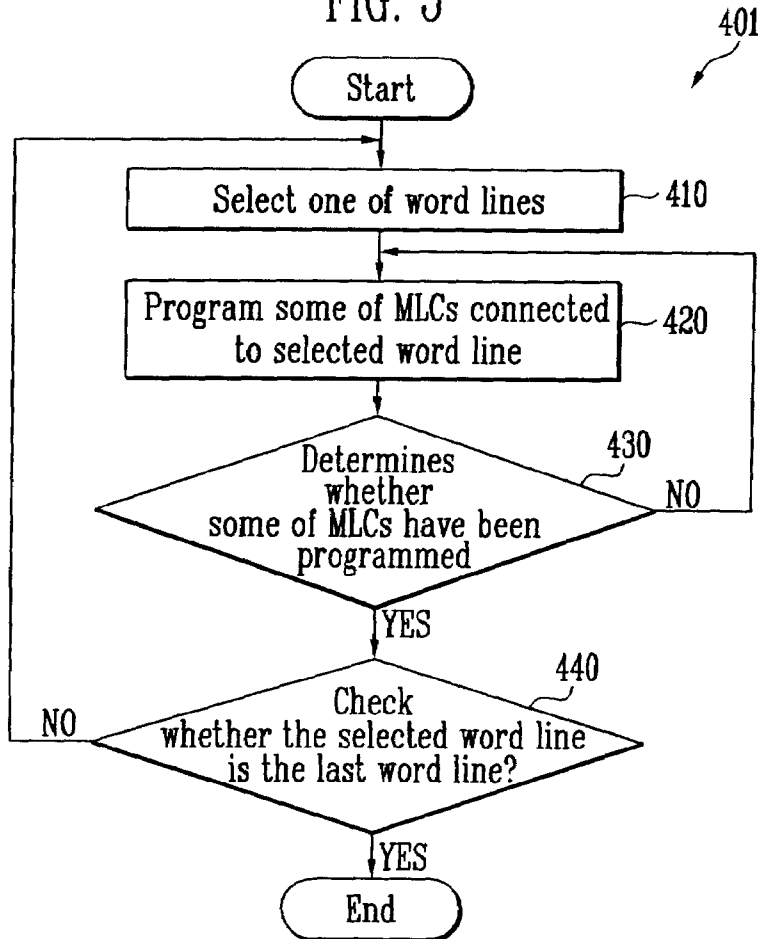 FIG.
401
Start
Select one of word lines
410
Program some of MLCs connected
to selected word line
420
Determines
whether
some of MLCs have been
programmed
430
NO
YES
Check
whether the selected word line
is the last word line?
440
NO
YES
End